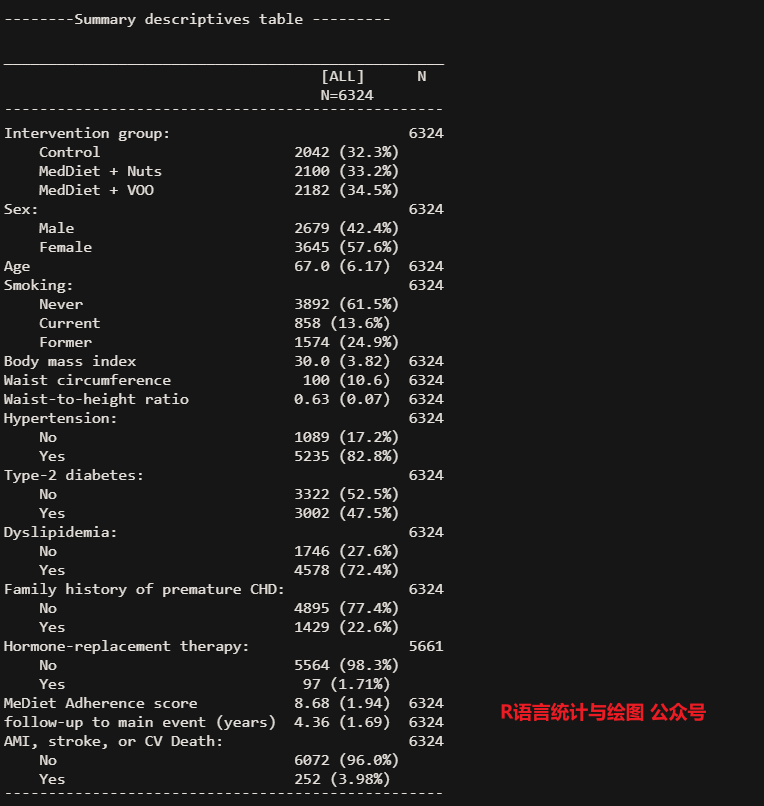 --------Summary descriptives table ---------
_________________________________________________
[ALL] N
N=6324
-------------------------------------------------
Intervention group: 6324
Control 2042 (32.3%)
MedDiet + Nuts 2100 (33.2%)
MedDiet + VOO 2182 (34.5%)
Sex: 6324
Male 2679 (42.4%)
Female 3645 (57.6%)
Age 67.0 (6.17) 6324
Smoking: 6324
Never 3892 (61.5%)
Current 858 (13.6%)
Former 1574 (24.9%)
Body mass index 30.0 (3.82) 6324
Waist circumference 100 (10.6) 6324
Waist-to-height ratio 0.63 (0.07) 6324
Hypertension: 6324
No 1089 (17.2%)
Yes 5235 (82.8%)
Type-2 diabetes: 6324
No 3322 (52.5%)
Yes 3002 (47.5%)
Dyslipidemia: 6324
No 1746 (27.6%)
Yes 4578 (72.4%)
Family history of premature CHD: 6324
No 4895 (77.4%)
Yes 1429 (22.6%)
Hormone-replacement therapy: 5661
No 5564 (98.3%)
Yes 97 (1.71%)
MeDiet Adherence score 8.68 (1.94) 6324
follow-up to main event (years) 4.36 (1.69) 6324
AMI, stroke, or CV Death: 6324
No 6072 (96.0%)
Yes 252 (3.98%)
-------------------------------------------------
R语言统计与绘图 公众号